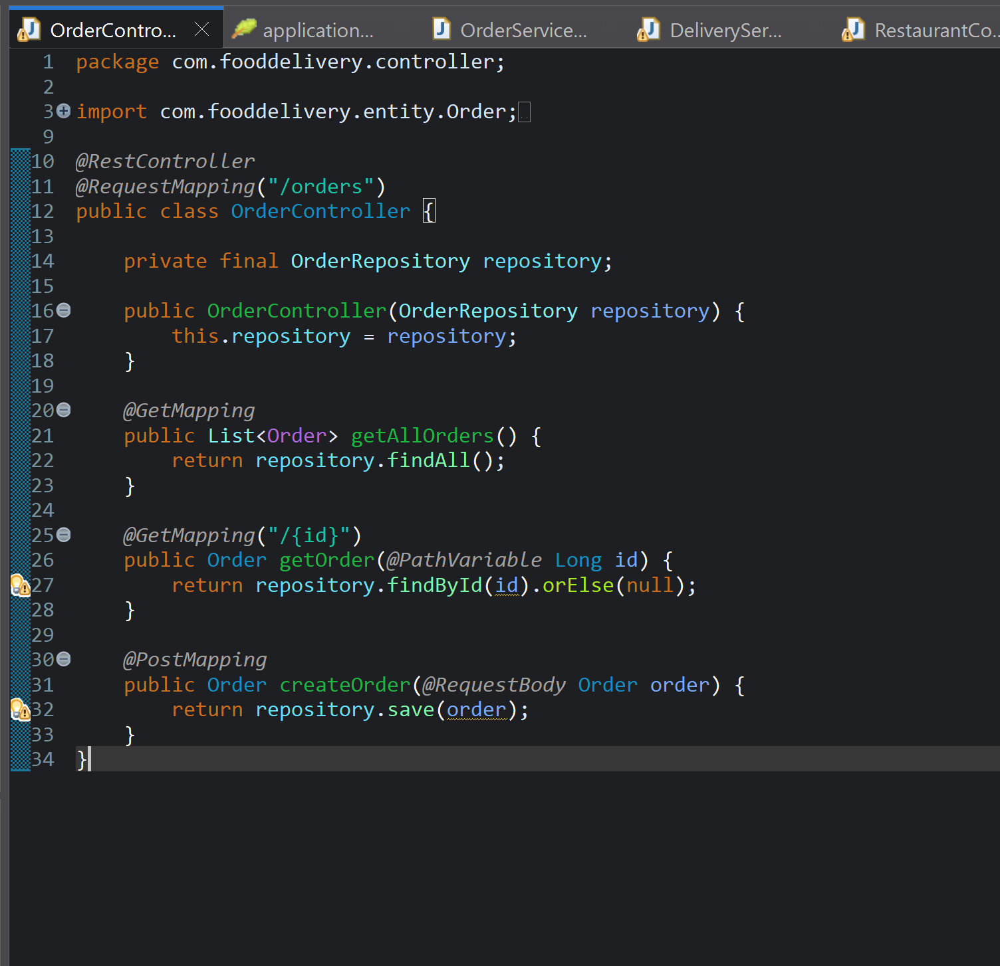 OrderContro... application... OrderService... DeliverySer... RestaurantCo...
1 package com.fooddelivery.controller;
2
3 import com.fooddelivery.entity.Order;
9
10 @RestController
11 @RequestMapping("/orders")
12 public class OrderController {
13
14     private final OrderRepository repository;
15
16     public OrderController(OrderRepository repository) {
17         this.repository = repository;
18     }
19
20     @GetMapping
21     public List<Order> getAllOrders() {
22         return repository.findAll();
23     }
24
25     @GetMapping("/{id}")
26     public Order getOrder(@PathVariable Long id) {
27         return repository.findById(id).orElse(null);
28     }
29
30     @PostMapping
31     public Order createOrder(@RequestBody Order order) {
32         return repository.save(order);
33     }
34 }